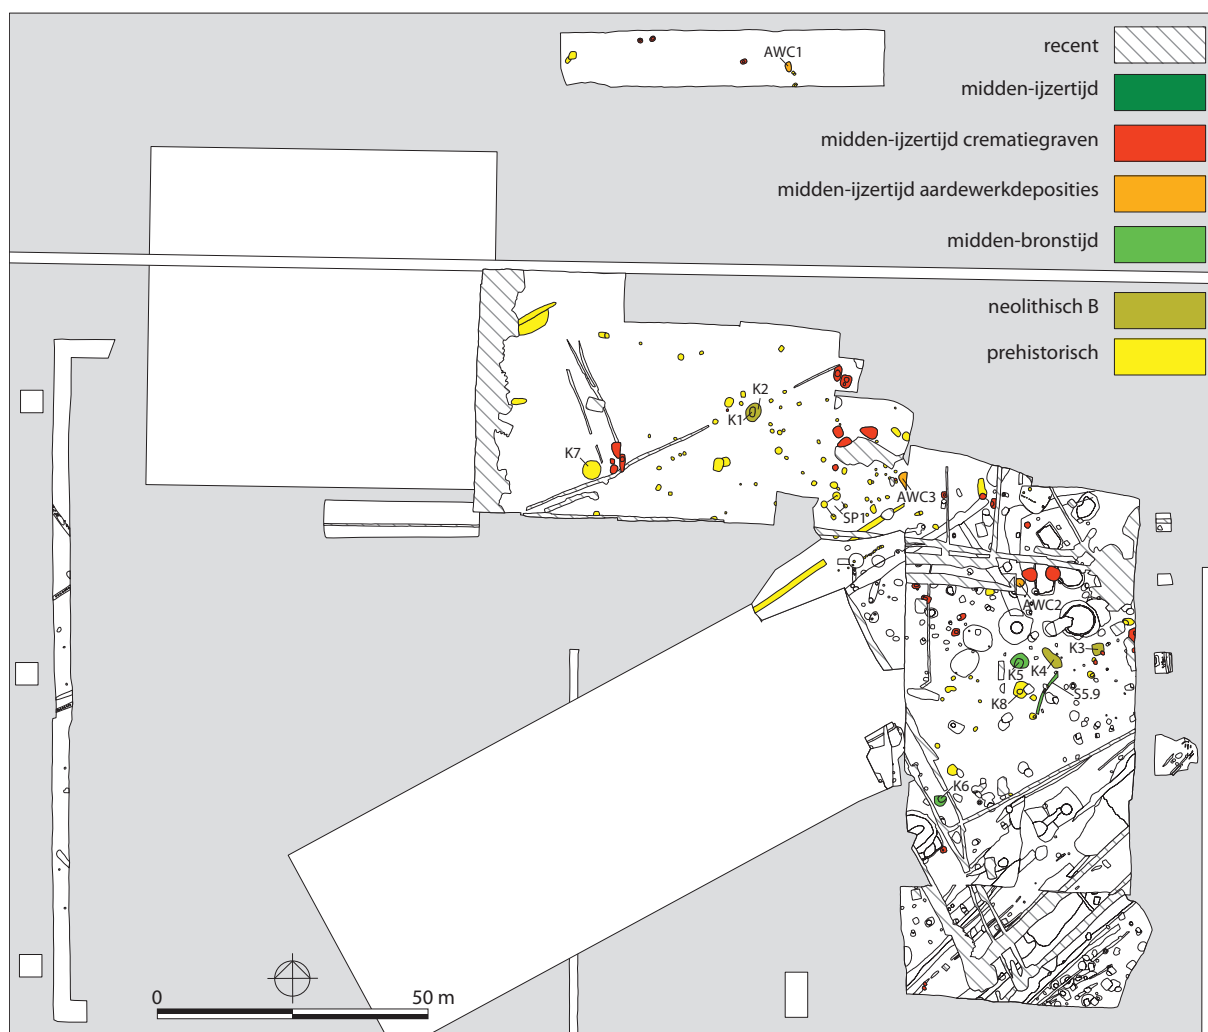 AWC1
recent
midden-ijzertijd
midden-ijzertijd crematiegraven
midden-ijzertijd aardewerkdeposities
midden-bronstijd
neolithisch B
prehistorisch
K2
K1
K7
AWC3
SP1
AWC2
K3
K5
K4
K8
S5.9
K6
0
50 m